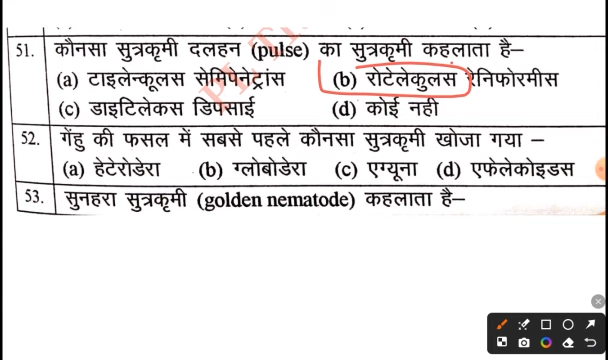 51. कौनसा सुत्रकृमी दलहन (pulse) का सुत्रकृमी कहलाता है–
(a) टाइलेन्कूलस सेमिपेनेट्रांस (b) रोटेलेकुलस रेनिफोरमीस
(c) डाइटिलेकस डिपसाई (d) कोई नही
52. गेंहु की फसल में सबसे पहले कौनसा सुत्रकृमी खोजा गया –
(a) हेटेरोडेरा (b) ग्लोबोडेरा (c) एग्यूना (d) एफेलेकोइडस
53. सुनहरा सुत्रकृमी (golden nematode) कहलाता है–